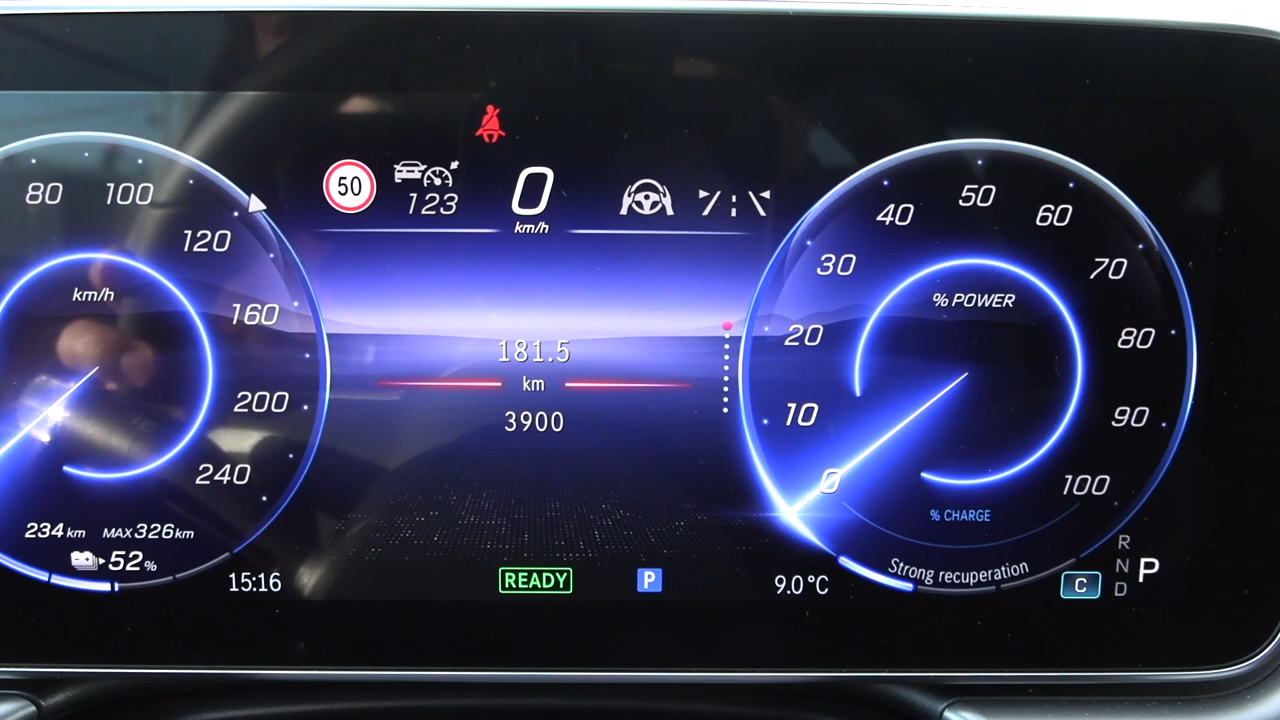 50
123
0
km/h
80
100
120
160
200
240
km/h
234 km
MAX 326 km
52 %
15:16
181.5
km
3900
READY
P
9.0 °C
0
10
20
30
40
50
60
70
80
90
100
% POWER
% CHARGE
Strong recuperation
C
R
N
D
P